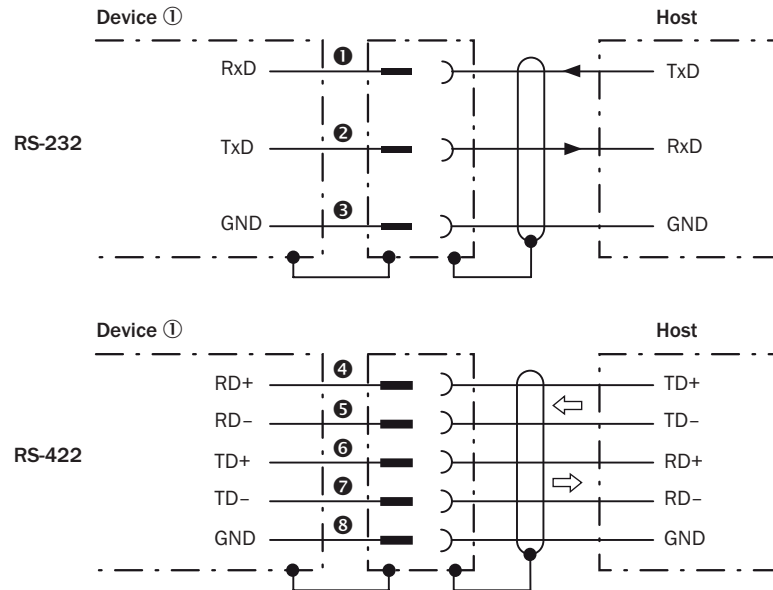 Device ① Host
RxD ❶ TxD
RS-232 TxD ❷ RxD
GND ❸ GND
Device ① Host
RD+ ❹ TD+
RD– ❺ TD–
RS-422 TD+ ❻ RD+
TD– ❼ RD–
GND ❽ GND